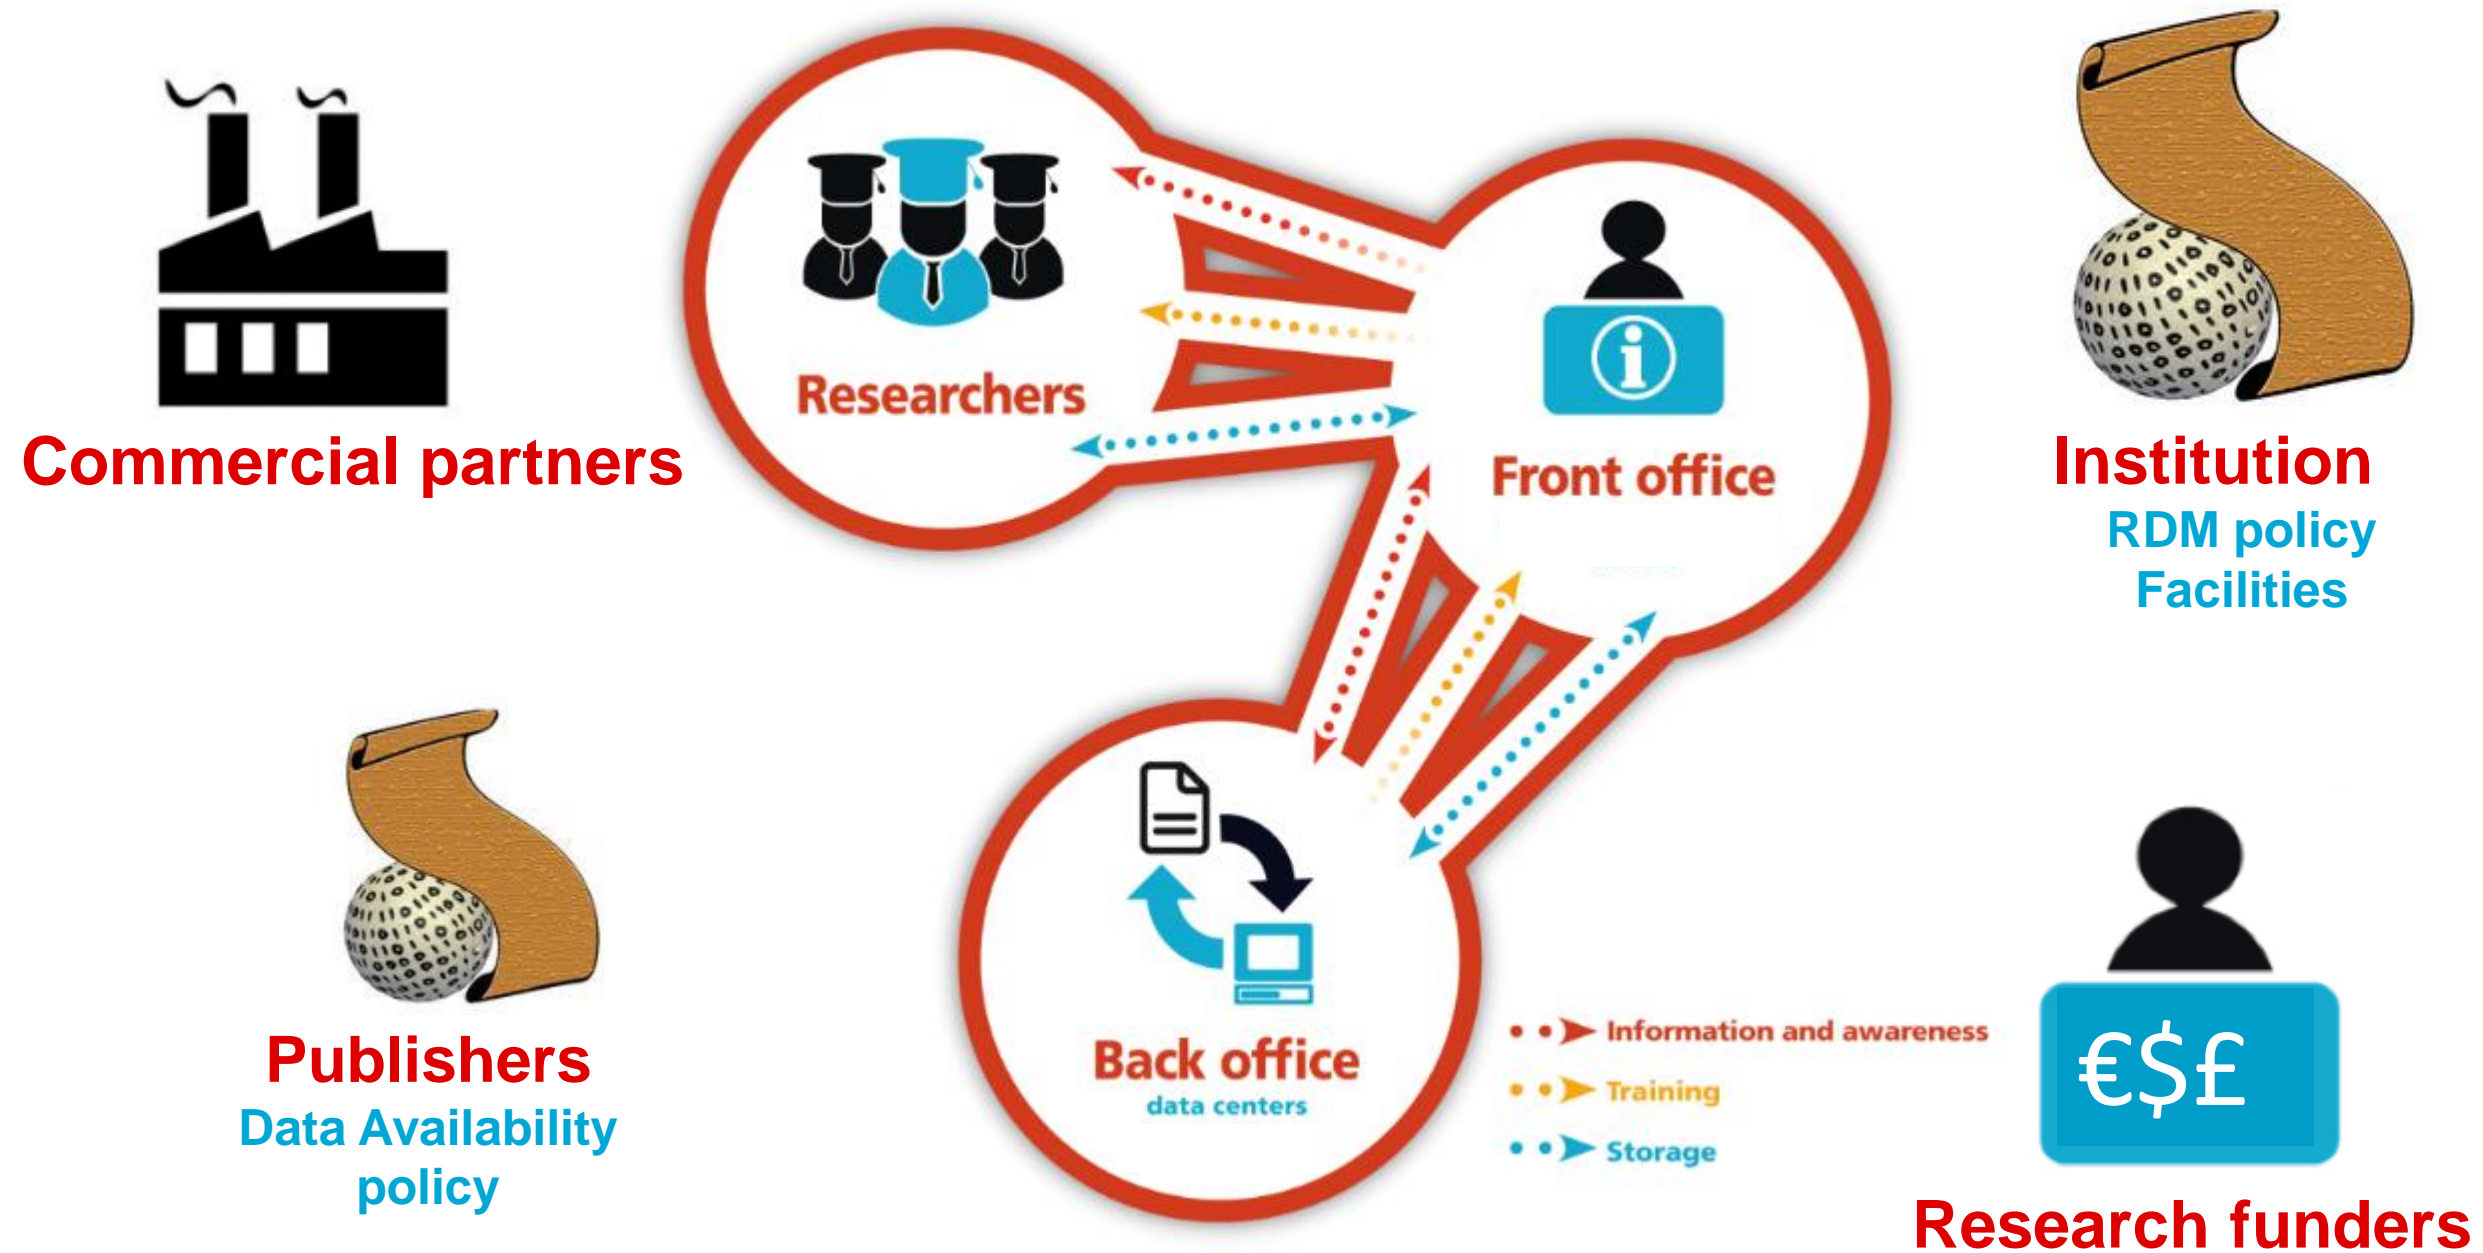 Commercial partners
Researchers
Front office
Institution
RDM policy
Facilities
Publishers
Data Availability
policy
Back office
data centers
Information and awareness
Training
Storage
€$£
Research funders